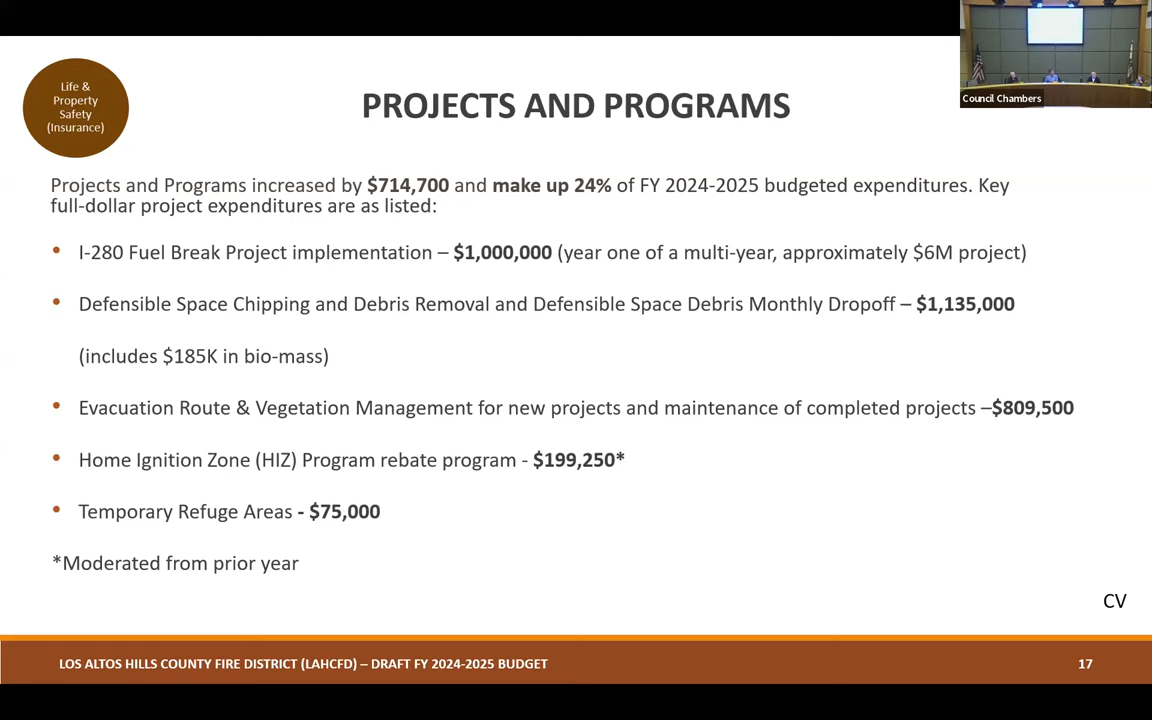 Life &
Property
Safety
(Insurance)
PROJECTS AND PROGRAMS
Council Chambers
Projects and Programs increased by $714,700 and make up 24% of FY 2024-2025 budgeted expenditures. Key
full-dollar project expenditures are as listed:
• I-280 Fuel Break Project implementation – $1,000,000 (year one of a multi-year, approximately $6M project)
• Defensible Space Chipping and Debris Removal and Defensible Space Debris Monthly Dropoff – $1,135,000
(includes $185K in bio-mass)
• Evacuation Route & Vegetation Management for new projects and maintenance of completed projects –$809,500
• Home Ignition Zone (HIZ) Program rebate program - $199,250*
• Temporary Refuge Areas - $75,000
*Moderated from prior year
CV
LOS ALTOS HILLS COUNTY FIRE DISTRICT (LAHCFD) – DRAFT FY 2024-2025 BUDGET
17